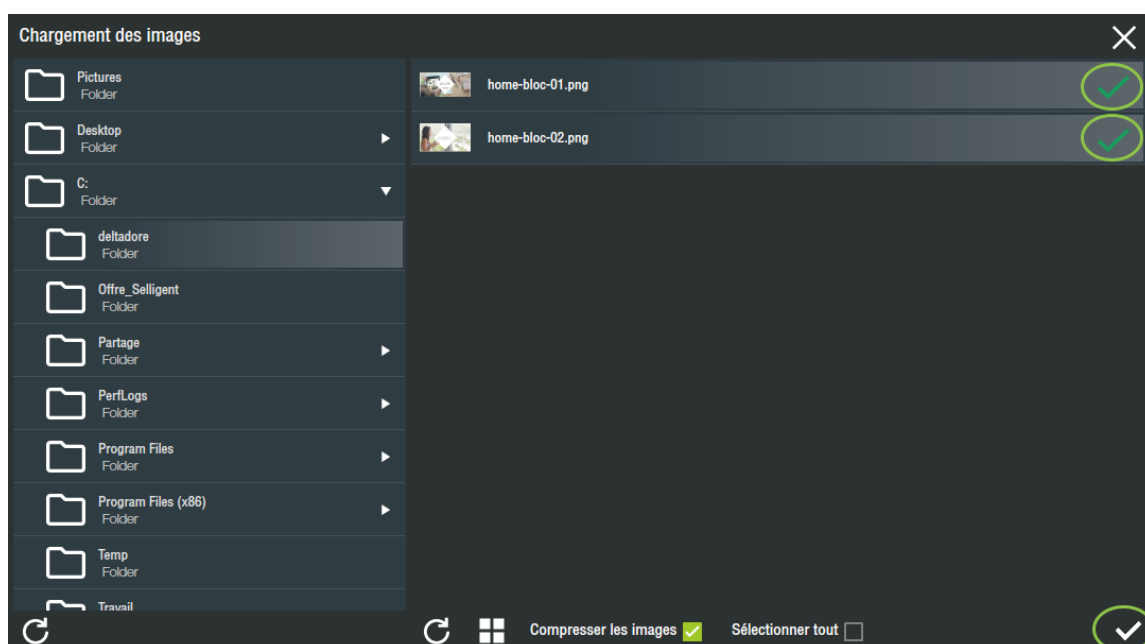 Chargement des images
Pictures
Folder
Desktop
Folder
C:
Folder
deltadore
Folder
Offre_Selligent
Folder
Partage
Folder
PerfLogs
Folder
Program Files
Folder
Program Files (x86)
Folder
Temp
Folder
Travail
home-bloc-01.png
home-bloc-02.png
Compresser les images
Sélectionner tout